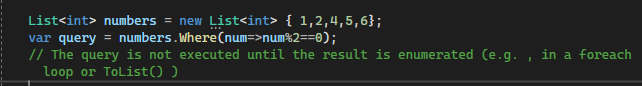 List<int> numbers = new List<int> { 1,2,4,5,6};
var query = numbers.Where(num=>num%2==0);
// The query is not executed until the result is enumerated (e.g. , in a foreach
loop or ToList() )